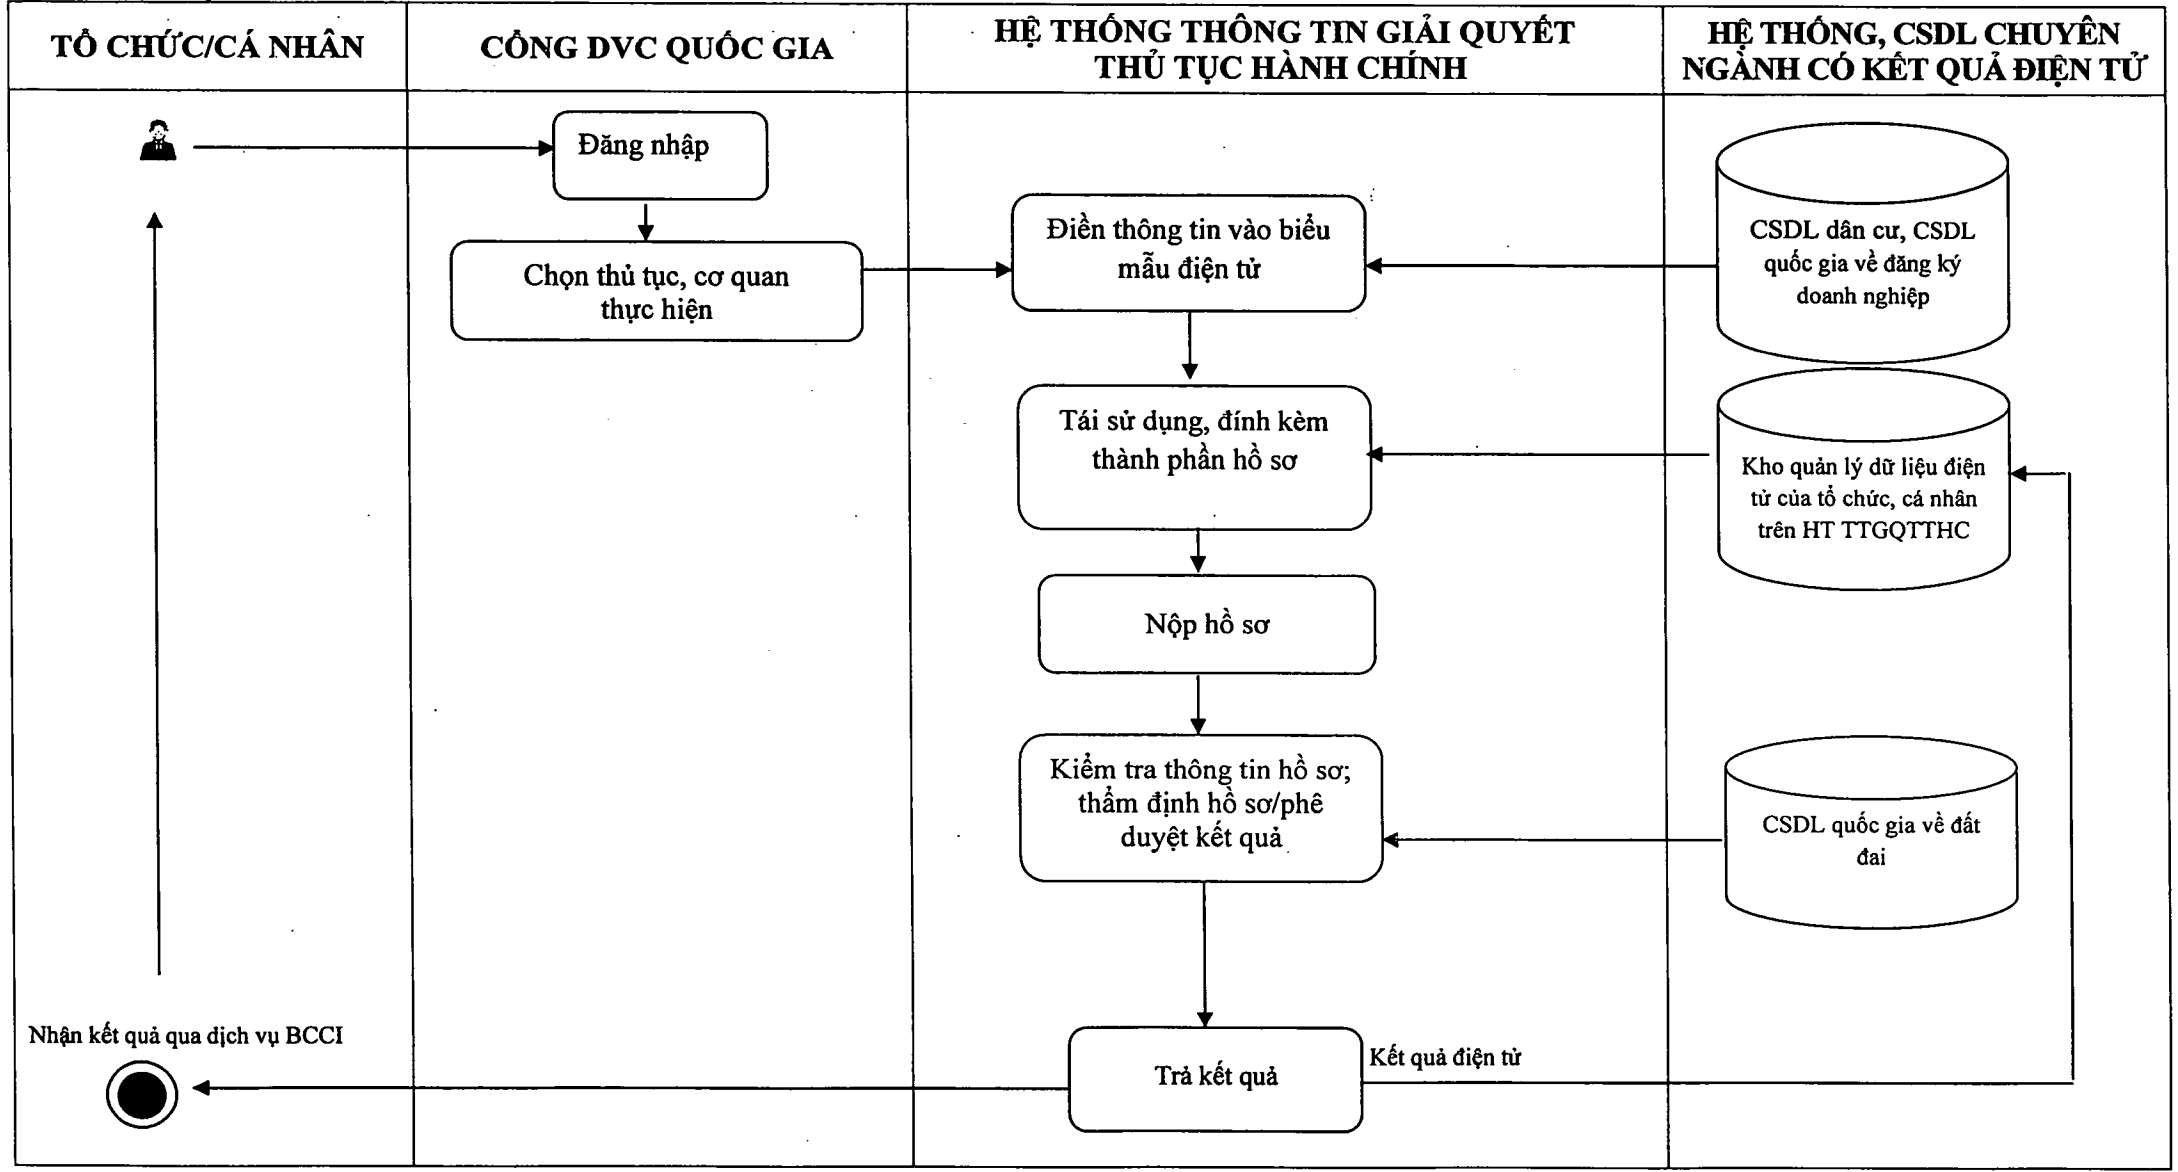 TỔ CHỨC/CÁ NHÂN
CỔNG DVC QUỐC GIA
HỆ THỐNG THÔNG TIN GIẢI QUYẾT
THỦ TỤC HÀNH CHÍNH
HỆ THỐNG, CSDL CHUYÊN
NGÀNH CÓ KẾT QUẢ ĐIỆN TỬ
Đăng nhập
Chọn thủ tục, cơ quan
thực hiện
Điền thông tin vào biểu
mẫu điện tử
CSDL dân cư, CSDL
quốc gia về đăng ký
doanh nghiệp
Tái sử dụng, đính kèm
thành phần hồ sơ
Kho quản lý dữ liệu điện
tử của tổ chức, cá nhân
trên HT TTGQTTHC
Nộp hồ sơ
Kiểm tra thông tin hồ sơ;
thẩm định hồ sơ/phê
duyệt kết quả
CSDL quốc gia về đất
đai
Nhận kết quả qua dịch vụ BCCI
Trả kết quả
Kết quả điện tử